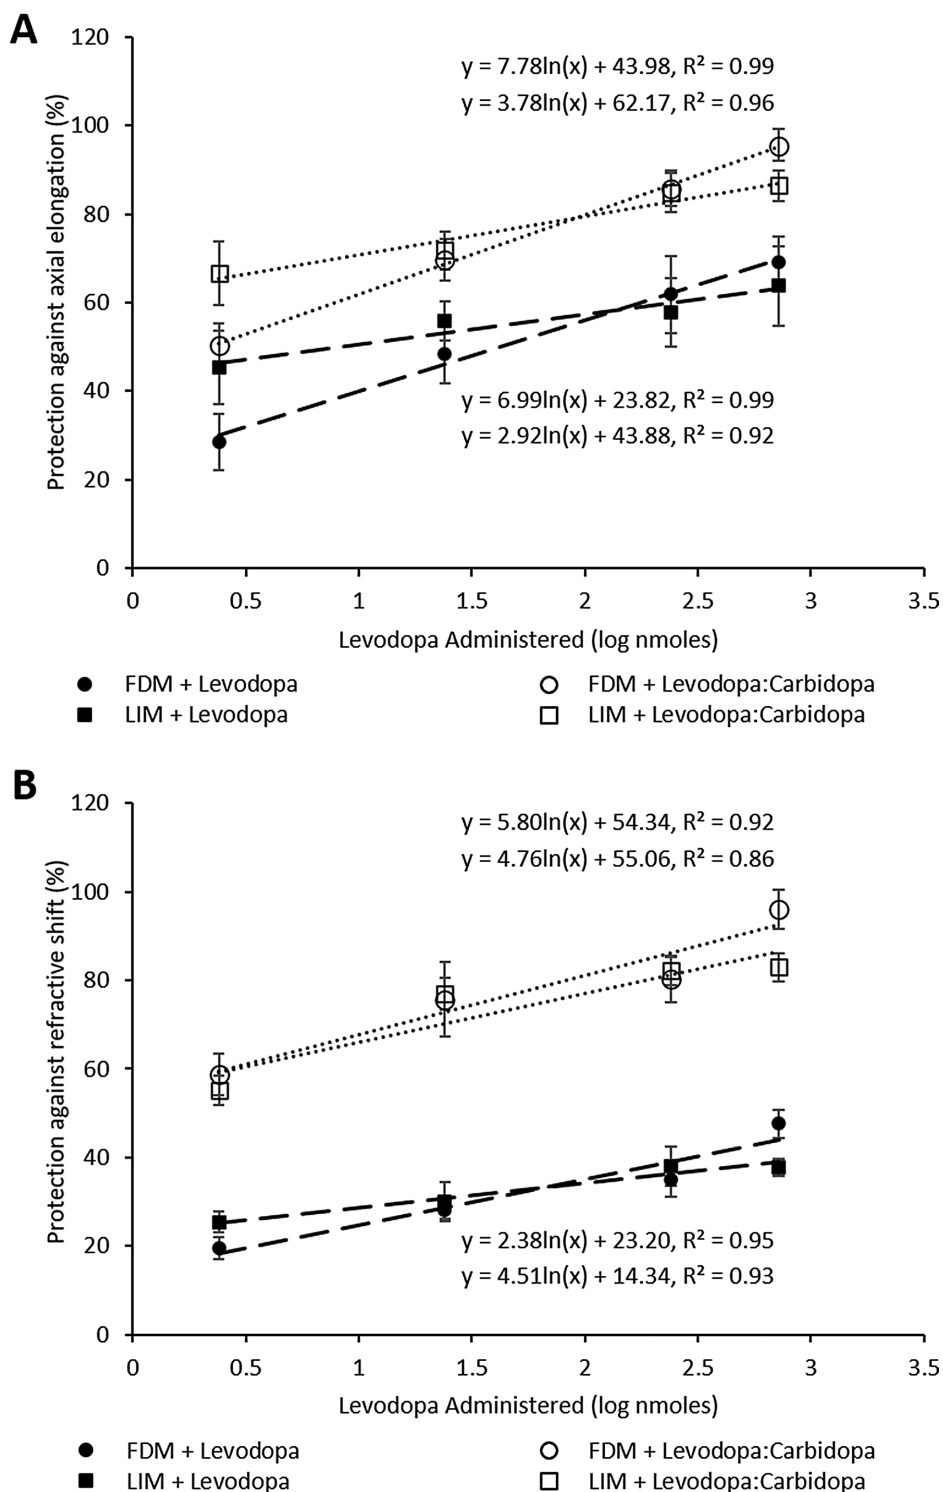 A
120
y = 7.78ln(x) + 43.98, R² = 0.99
y = 3.78ln(x) + 62.17, R² = 0.96
100
80
60
40
y = 6.99ln(x) + 23.82, R² = 0.99
y = 2.92ln(x) + 43.88, R² = 0.92
20
0
Protection against axial elongation (%)
0 0.5 1 1.5 2 2.5 3 3.5
Levodopa Administered (log nmoles)
FDM + Levodopa FDM + Levodopa:Carbidopa
LIM + Levodopa LIM + Levodopa:Carbidopa
B
120
y = 5.80ln(x) + 54.34, R² = 0.92
y = 4.76ln(x) + 55.06, R² = 0.86
100
80
60
40
20
y = 2.38ln(x) + 23.20, R² = 0.95
y = 4.51ln(x) + 14.34, R² = 0.93
0
Protection against refractive shift (%)
0 0.5 1 1.5 2 2.5 3 3.5
Levodopa Administered (log nmoles)
FDM + Levodopa FDM + Levodopa:Carbidopa
LIM + Levodopa LIM + Levodopa:Carbidopa